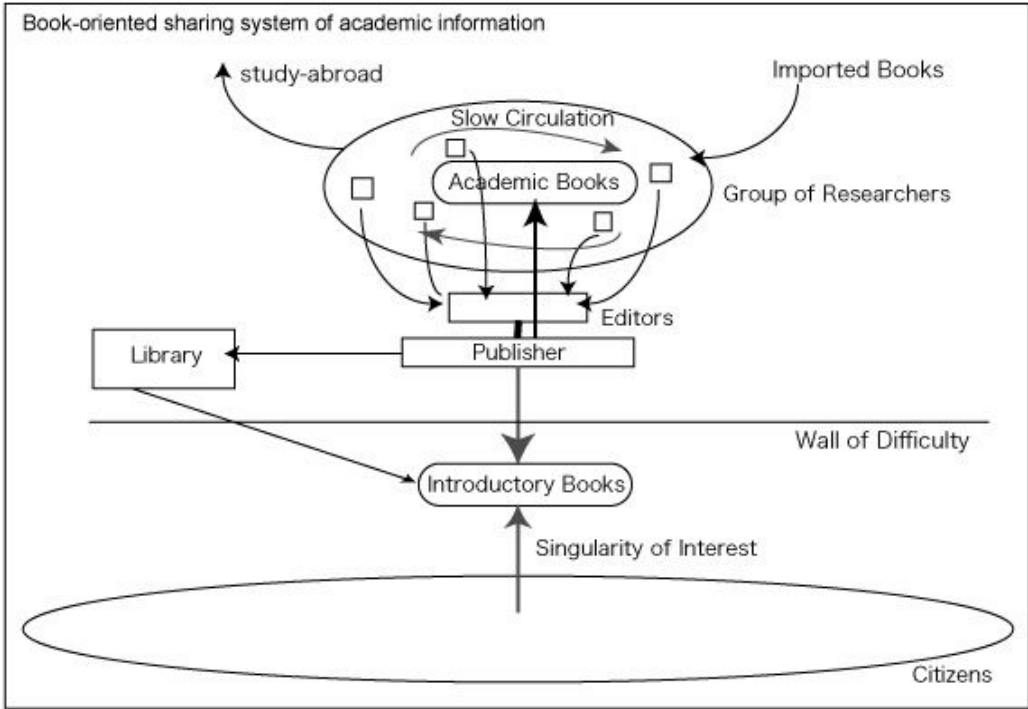 Book-oriented sharing system of academic information
study-abroad
Imported Books
Slow Circulation
Academic Books
Group of Researchers
Editors
Library
Publisher
Wall of Difficulty
Introductory Books
Singularity of Interest
Citizens